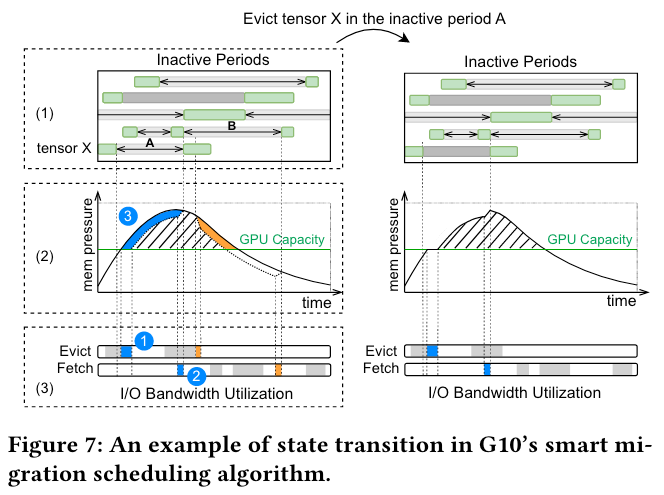 Evict tensor X in the inactive period A
Inactive Periods
Inactive Periods
(1)
B
A
tensor X
(2)
mem pressure
3
GPU Capacity
time
mem pressure
GPU Capacity
time
(3)
Evict
1
Fetch
2
I/O Bandwidth Utilization
Evict
Fetch
I/O Bandwidth Utilization
Figure 7: An example of state transition in G10's smart mi-
gration scheduling algorithm.